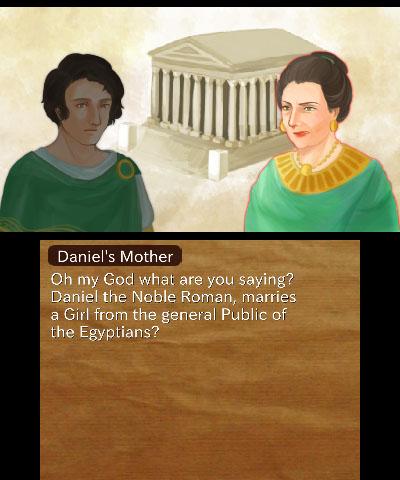 Daniel's Mother
Oh my God what are you saying?
Daniel the Noble Roman, marries
a Girl from the general Public of
the Egyptians?